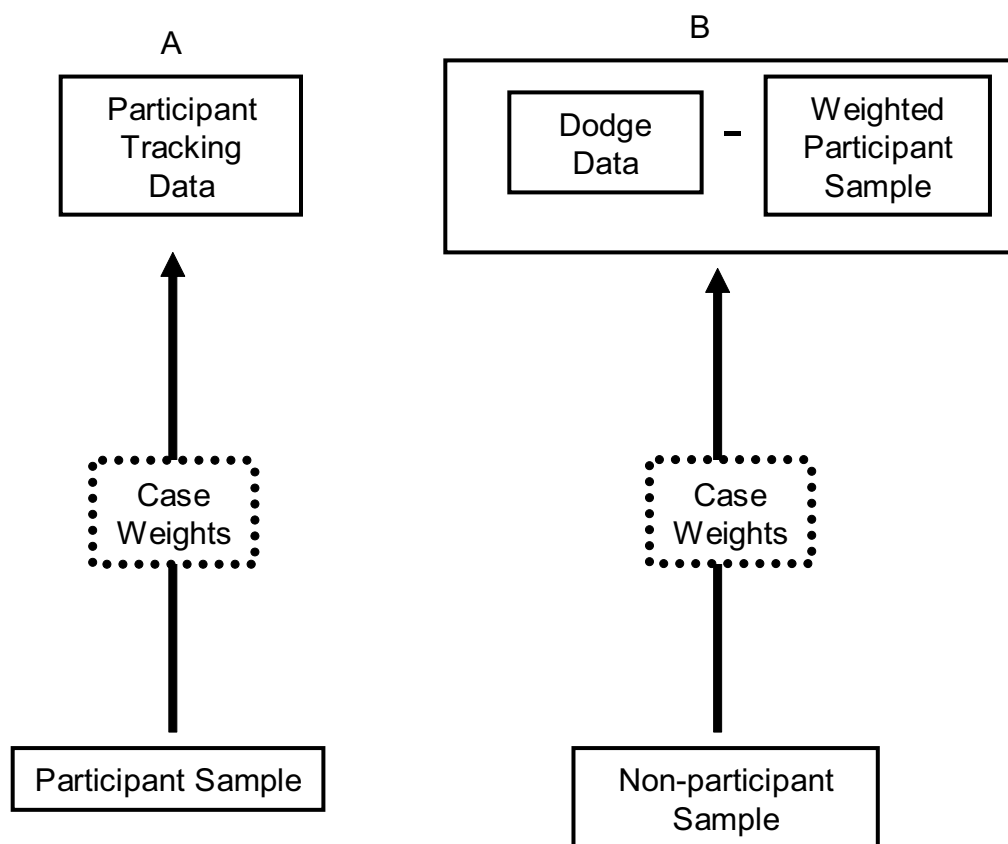 A
Participant
Tracking
Data
Case
Weights
Participant Sample
B
Dodge
Data
-
Weighted
Participant
Sample
Case
Weights
Non-participant
Sample